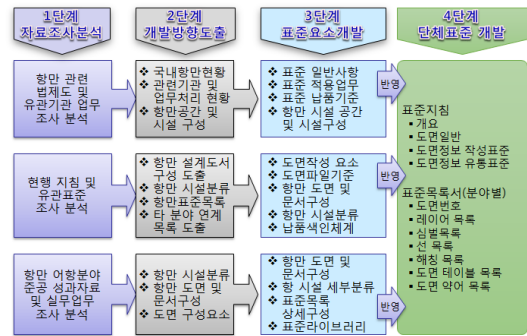 1단계
자료조사분석
2단계
개발방향도출
3단계
표준요소개발
4단계
단체표준 개발
항만 관련
법제도 및
유관기관 업무
조사 분석
❖ 국내항만현황
❖ 관련기관 및
업무처리 현황
❖ 항만공간 및
시설 구성
❖ 표준 일반사항
❖ 표준 적용업무
❖ 표준 납품기준
❖ 항만 시설 공간
및 시설구성
반영
현행 지침 및
유관표준
조사 분석
❖ 항만 설계도서
구성 도출
❖ 항만 시설분류
❖ 항만표준목록
❖ 타 분야 연계
목록 도출
❖ 도면작성 요소
❖ 도면파일기준
❖ 항만 도면 및
문서구성
❖ 항만 시설분류
❖ 납품색인체계
반영
항만 어항분야
준공 성과자료
및 실무업무
조사 분석
❖ 항만 시설분류
❖ 항만 도면 및
문서구성
❖ 도면 구성요소
❖ 항만 도면 및
문서구성
❖ 항 시설 세부분류
❖ 표준목록
상세구성
❖ 표준라이브러리
반영
표준지침
▪ 개요
▪ 도면일반
▪ 도면정보 작성표준
▪ 도면정보 유통표준
표준목록서(분야별)
▪ 도면번호
▪ 레이어 목록
▪ 심벌목록
▪ 선 목록
▪ 해칭 목록
▪ 도면 테이블 목록
▪ 도면 약어 목록